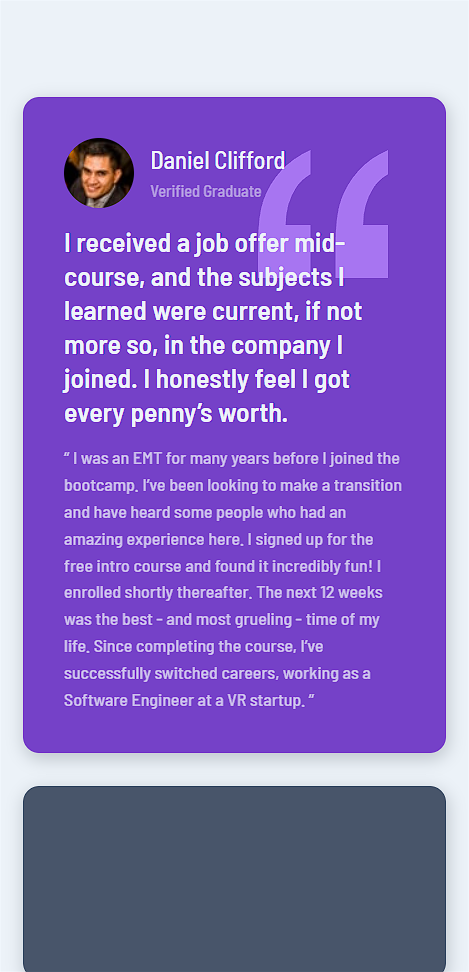 Daniel Clifford
Verified Graduate
I received a job offer mid-
course, and the subjects I
learned were current, if not
more so, in the company I
joined. I honestly feel I got
every penny’s worth.
“ I was an EMT for many years before I joined the
bootcamp. I’ve been looking to make a transition
and have heard some people who had an
amazing experience here. I signed up for the
free intro course and found it incredibly fun! I
enrolled shortly thereafter. The next 12 weeks
was the best - and most grueling - time of my
life. Since completing the course, I’ve
successfully switched careers, working as a
Software Engineer at a VR startup. ”